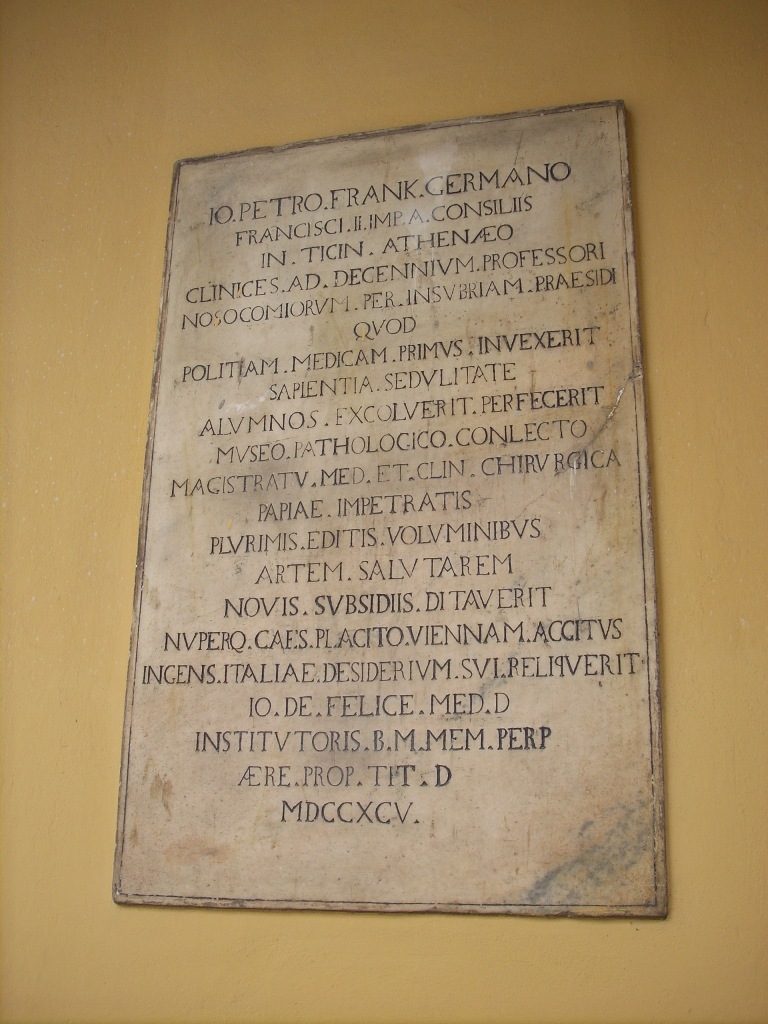 IO.PETRO.FRANK.GERMANO
FRANCISCI.II.IMP.A.CONSILIIS
IN.TICIN.ATHENÆO
CLINICES.AD.DECENNIVM.PROFESSORI
NOSOCOMIORVM.PER.INSVBRIAM.PRAESIDI
QVOD
POLITIAM.MEDICAM.PRIMVS.INVEXERIT
SAPIENTIA.SEDVLITATE
ALVMNOS.EXCOLVERIT.PERFECERIT
MVSEO.PATHOLOGICO.CONLECTO
MAGISTRATV.MED.ET.CLIN.CHIRVRGICA
PAPIAE.IMPETRATIS
PLVRIMIS.EDITIS.VOLVMINIBVS
ARTEM.SALVTAREM
NOVIS.SVBSIDIIS.DITAVERIT
NVPERQ.CAES.PLACITO.VIENNAM.ACCITVS
INGENS.ITALIAE.DESIDERIVM.SVI.RELIQVERIT
IO.DE.FELICE.MED.D
INSTITVTORIS.B.M.MEM.PERP
ÆRE.PROP.TIT.D
MDCCXCV.